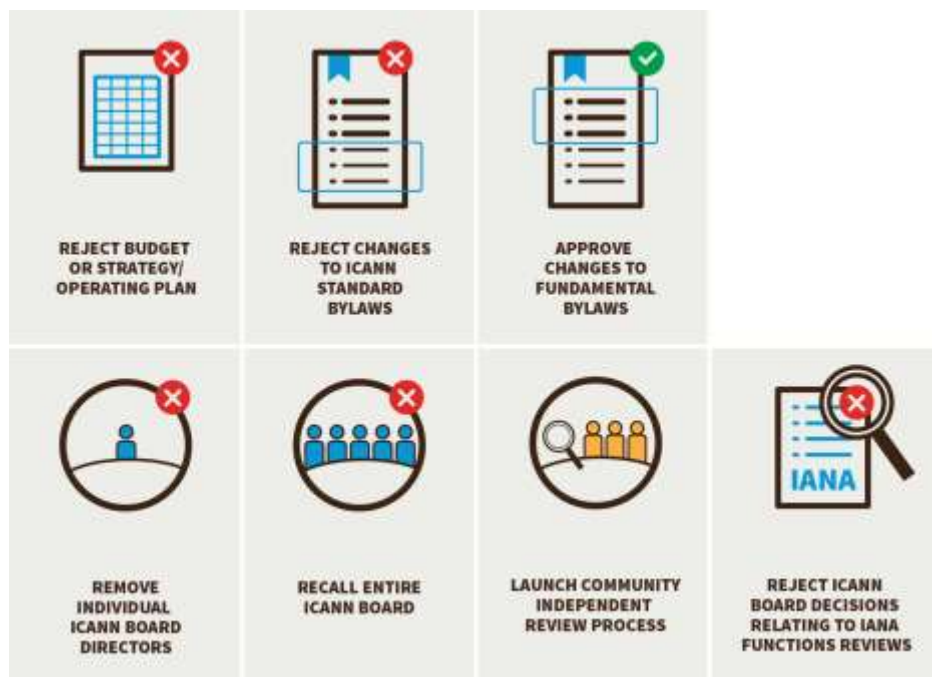 REJECT BUDGET
OR STRATEGY/
OPERATING PLAN
REJECT CHANGES
TO ICANN
STANDARD
BYLAWS
APPROVE
CHANGES TO
FUNDAMENTAL
BYLAWS
REMOVE
INDIVIDUAL
ICANN BOARD
DIRECTORS
RECALL ENTIRE
ICANN BOARD
LAUNCH COMMUNITY
INDEPENDENT
REVIEW PROCESS
IANA
REJECT ICANN
BOARD DECISIONS
RELATING TO IANA
FUNCTIONS REVIEWS